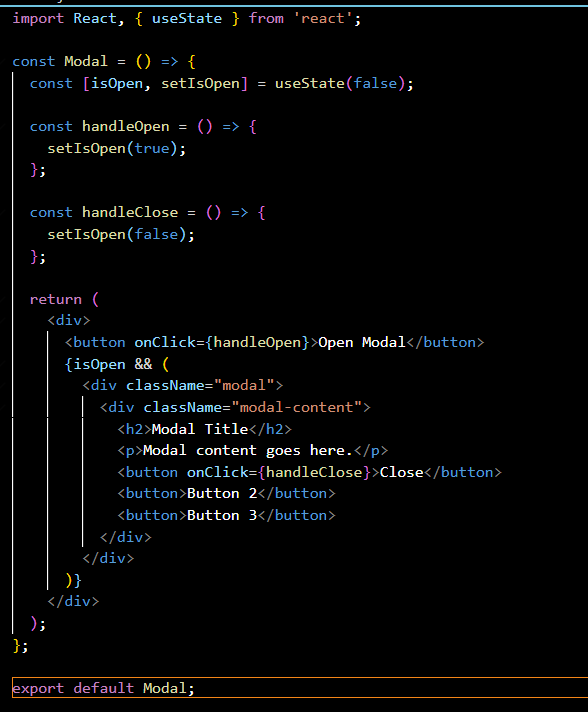 import React, { useState } from 'react';
const Modal = () => {
const [isOpen, setIsOpen] = useState(false);
const handleOpen = () => {
setIsOpen(true);
};
const handleClose = () => {
setIsOpen(false);
};
return (
<div>
<button onClick={handleOpen}>Open Modal</button>
{isOpen && (
<div className="modal">
<div className="modal-content">
<h2>Modal Title</h2>
<p>Modal content goes here.</p>
<button onClick={handleClose}>Close</button>
<button>Button 2</button>
<button>Button 3</button>
</div>
</div>
)}
</div>
);
};
export default Modal;